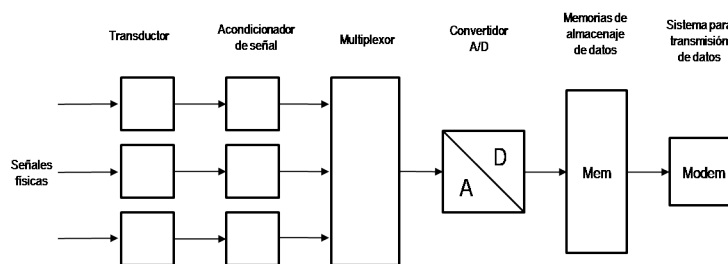 Transductor
Acondicionador
de señal
Multiplexor
Convertidor
A/D
Memorias de
almacenaje
de datos
Sistema para
transmisión
de datos
Señales
físicas
A
D
Mem
Modem